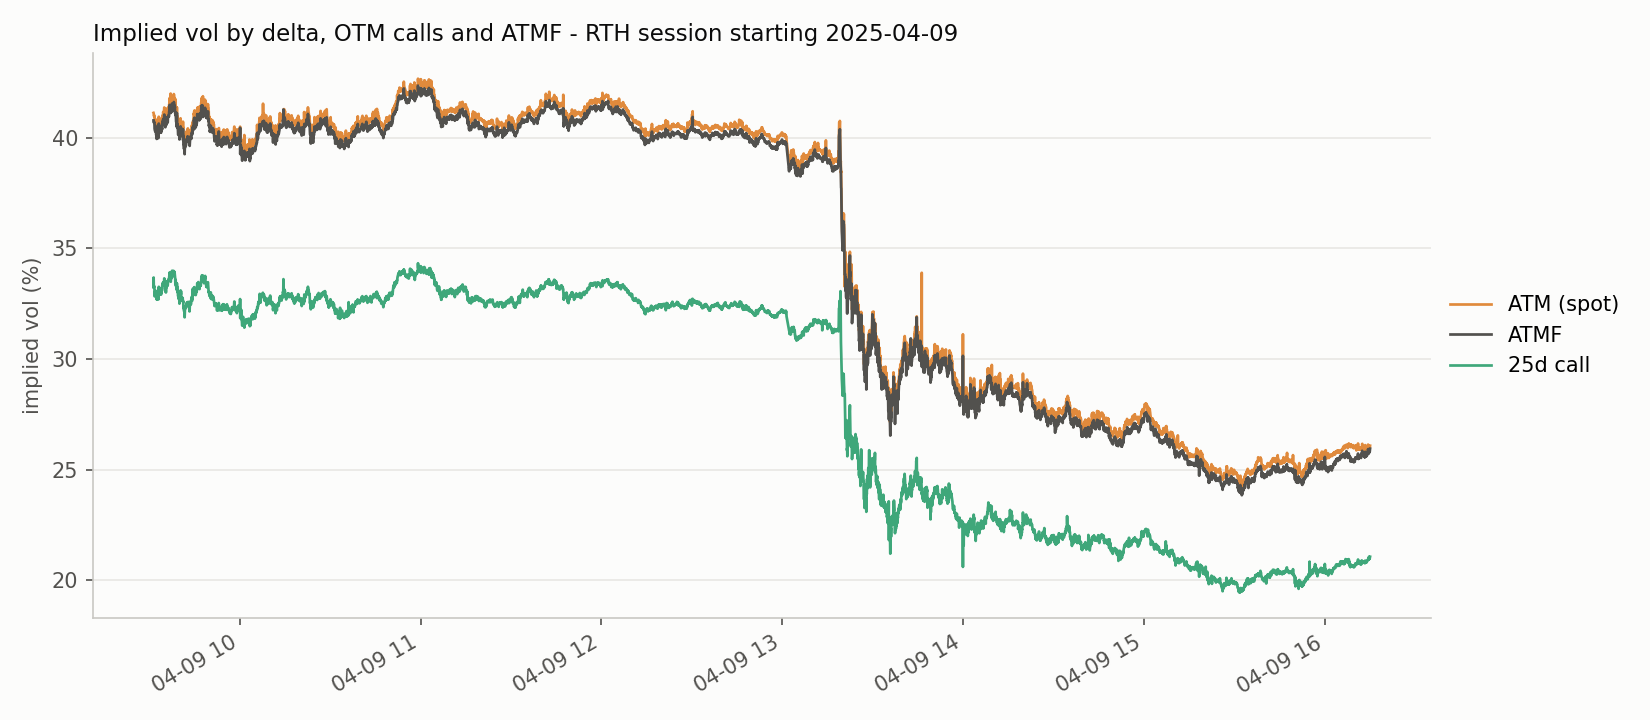 Implied vol by delta, OTM calls and ATMF - RTH session starting 2025-04-09
implied vol (%)
40
35
30
25
20
04-09 10
04-09 11
04-09 12
04-09 13
04-09 14
04-09 15
04-09 16
ATM (spot)
ATMF
25d call